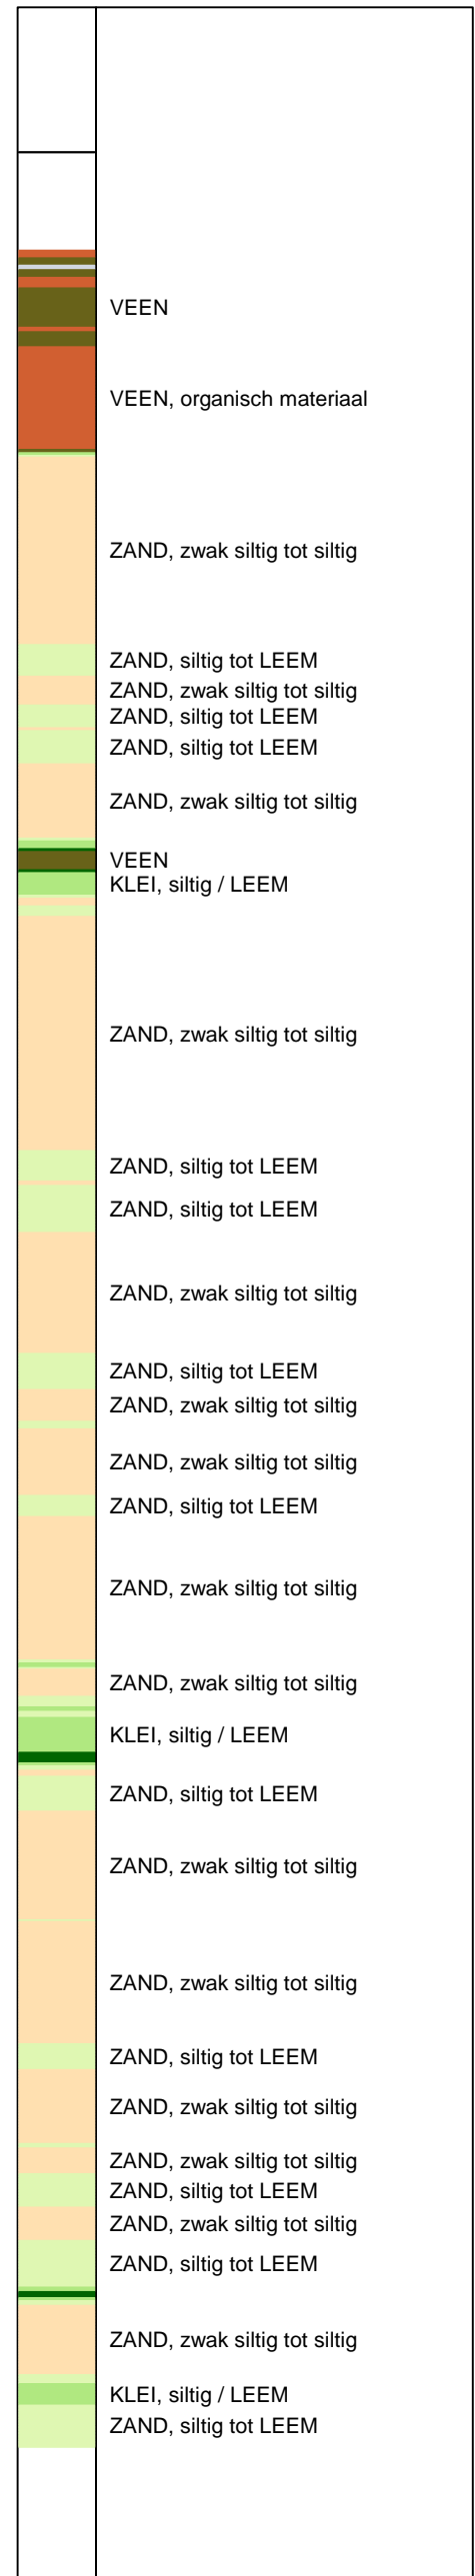 VEEN
VEEN, organisch materiaal
ZAND, zwak siltig tot siltig
ZAND, siltig tot LEEM
ZAND, zwak siltig tot siltig
ZAND, siltig tot LEEM
ZAND, siltig tot LEEM
ZAND, zwak siltig tot siltig
VEEN
KLEI, siltig / LEEM
ZAND, zwak siltig tot siltig
ZAND, siltig tot LEEM
ZAND, siltig tot LEEM
ZAND, zwak siltig tot siltig
ZAND, siltig tot LEEM
ZAND, zwak siltig tot siltig
ZAND, zwak siltig tot siltig
ZAND, siltig tot LEEM
ZAND, zwak siltig tot siltig
ZAND, zwak siltig tot siltig
KLEI, siltig / LEEM
ZAND, siltig tot LEEM
ZAND, zwak siltig tot siltig
ZAND, zwak siltig tot siltig
ZAND, siltig tot LEEM
ZAND, zwak siltig tot siltig
ZAND, zwak siltig tot siltig
ZAND, siltig tot LEEM
ZAND, zwak siltig tot siltig
ZAND, siltig tot LEEM
ZAND, zwak siltig tot siltig
KLEI, siltig / LEEM
ZAND, siltig tot LEEM